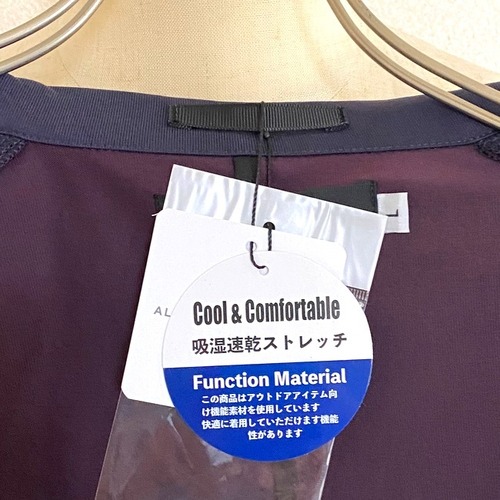 L
AL
Cool & Comfortable
吸湿速乾ストレッチ
Function Material
この商品はアウトドアアイテム向
け機能素材を使用しています
快適に着用していただけます機能
性があります